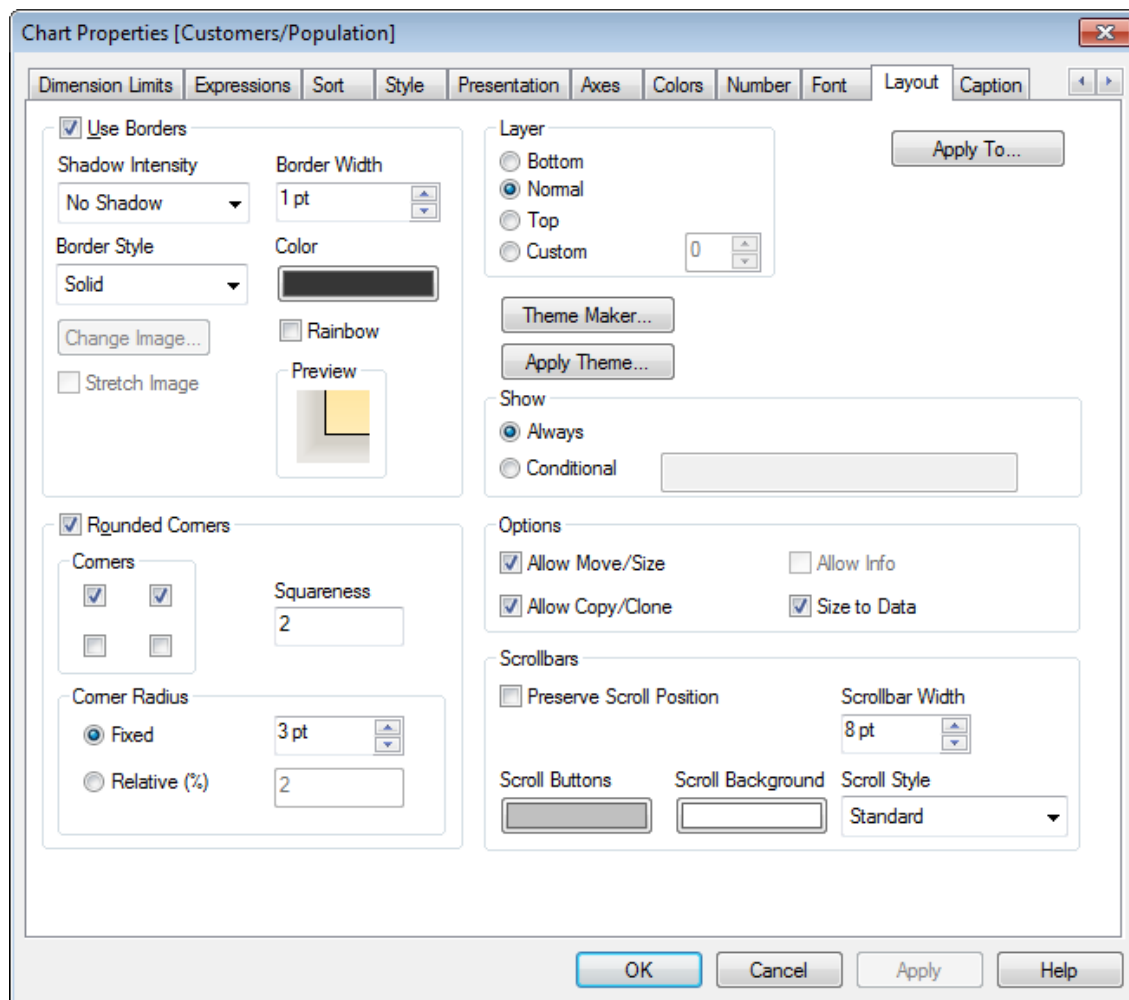 Chart Properties [Customers/Population]
Dimension Limits Expressions Sort Style Presentation Axes Colors Number Font Layout Caption
Use Borders
Shadow Intensity Border Width
No Shadow 1 pt
Border Style Color
Solid
Change Image... Rainbow
Stretch Image Preview
Layer
Bottom
Normal
Top
Custom 0
Apply To...
Theme Maker...
Apply Theme...
Show
Always
Conditional
Rounded Corners
Corners
Squareness
2
Corner Radius
Fixed 3 pt
Relative (%) 2
Options
Allow Move/Size Allow Info
Allow Copy/Clone Size to Data
Scrollbars
Preserve Scroll Position Scrollbar Width
8 pt
Scroll Buttons Scroll Background Scroll Style
Standard
OK Cancel Apply Help